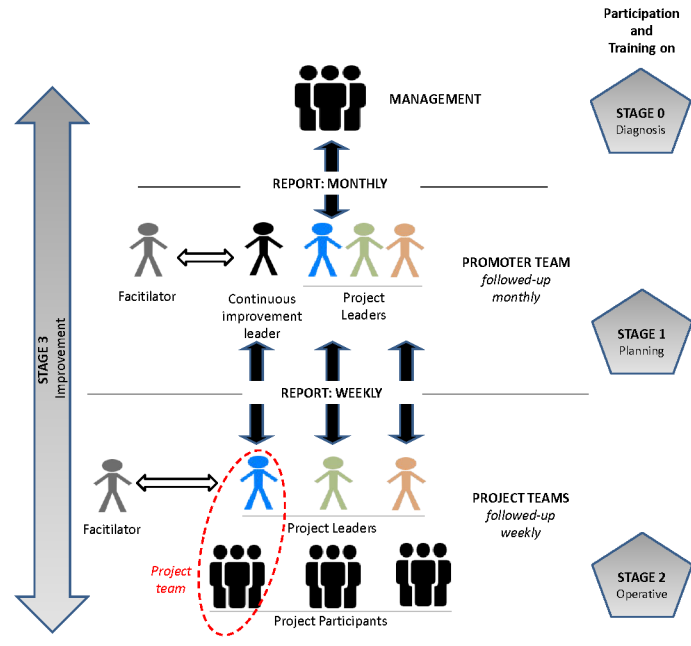 Participation
and
Training on
MANAGEMENT
STAGE 0
Diagnosis
REPORT: MONTHLY
PROMOTER TEAM
followed-up
monthly
Facitilator
Continuous
improvement
leader
Project
Leaders
STAGE 1
Planning
STAGE 3
Improvement
REPORT: WEEKLY
PROJECT TEAMS
followed-up
weekly
Facitilator
Project Leaders
Project
team
STAGE 2
Operative
Project Participants